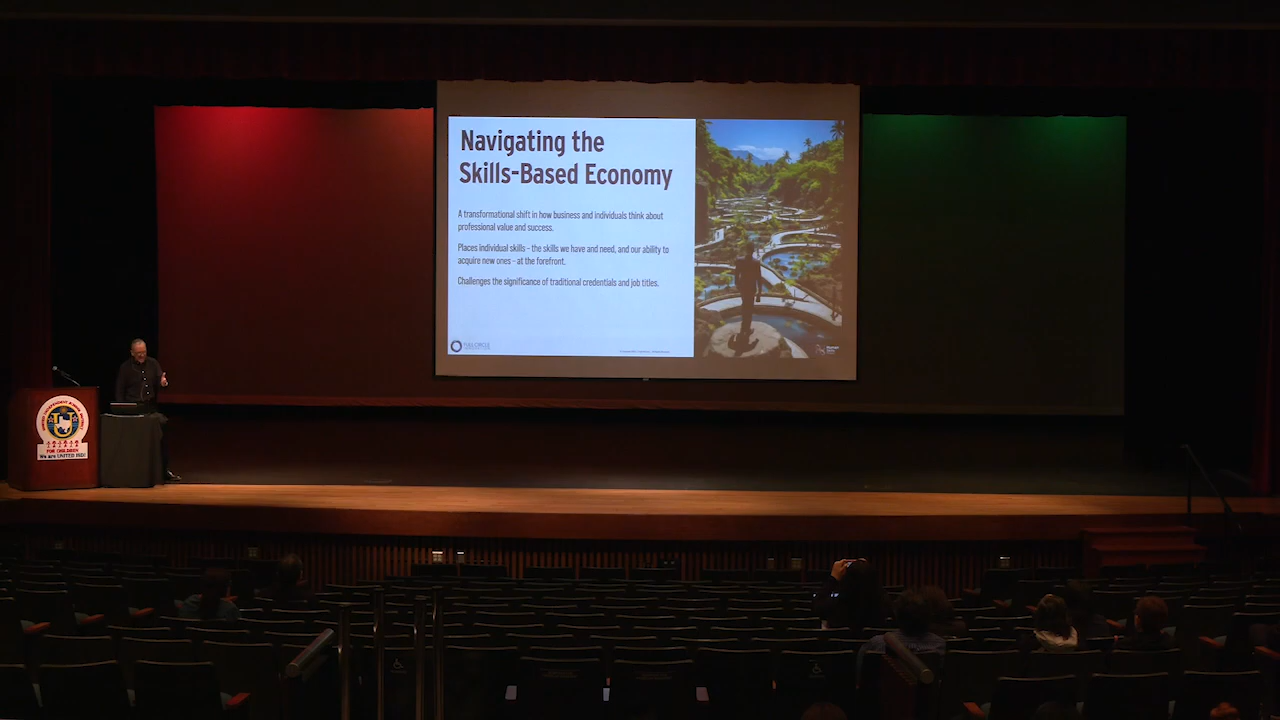 Navigating the
Skills-Based Economy
A transformational shift in how business and individuals think about
professional value and success.
Places individual skills – the skills we have and need, and our ability to
acquire new ones – at the forefront.
Challenges the significance of traditional credentials and job titles.
FULL CIRCLE
FOR CHILDREN
We are UNITED ISD!